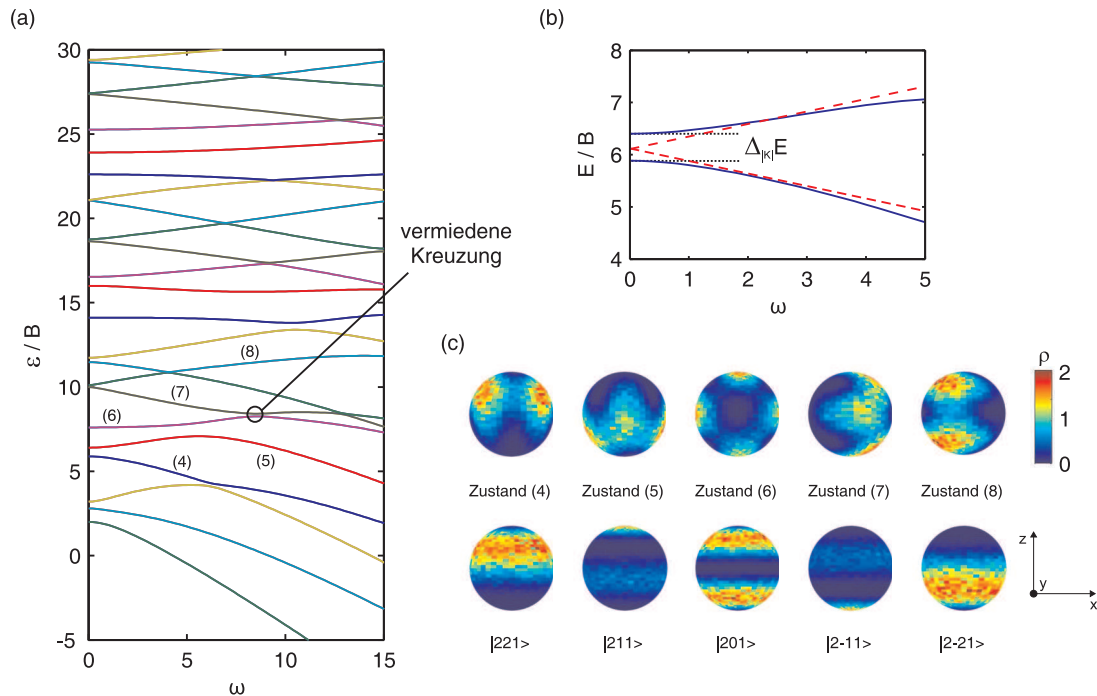 (a)
30
25
20
15
10
5
0
-5
ε / B
0
5
10
15
ω
(4)
(5)
(6)
(7)
(8)
vermiedene
Kreuzung
(b)
8
7
6
5
4
E / B
0
1
2
3
4
5
ω
Δ|K|E
(c)
ρ
2
1
0
Zustand (4)
Zustand (5)
Zustand (6)
Zustand (7)
Zustand (8)
|221>
|211>
|201>
|2-11>
|2-21>
z
y
x